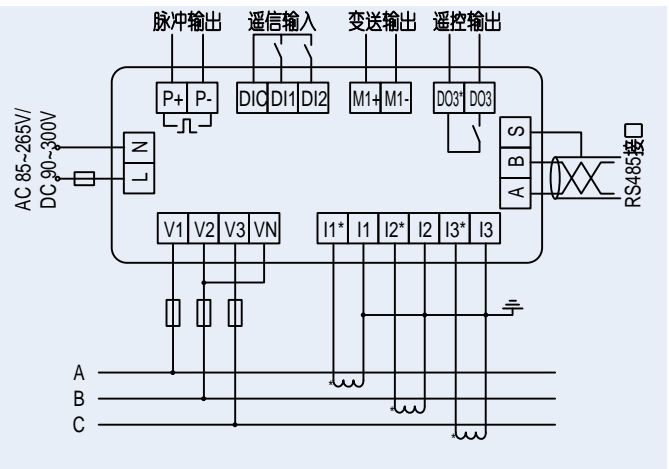 脉冲输出 遥信输入 变送输出 遥控输出
P+ P- DIC DI1 DI2 M1+ M1- DO3* DO3
AC 85~265V/
DC 90~300V
N
L
S
B
A
RS485接口
V1 V2 V3 VN I1* I1 I2* I2 I3* I3
A
*
B
*
C
*